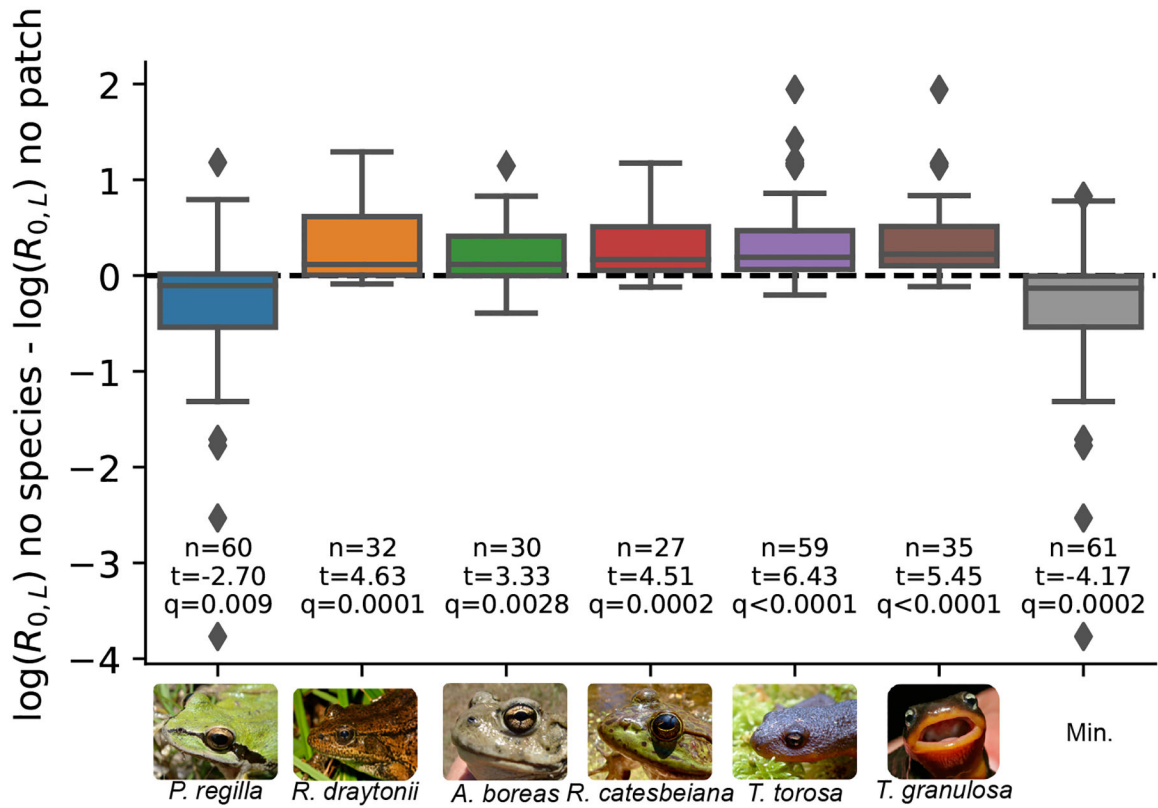 log(R0,L) no species - log(R0,L) no patch
2
1
0
−1
−2
−3
−4
n=60 n=32 n=30 n=27 n=59 n=35 n=61
t=-2.70 t=4.63 t=3.33 t=4.51 t=6.43 t=5.45 t=-4.17
q=0.009 q=0.0001 q=0.0028 q=0.0002 q<0.0001 q<0.0001 q=0.0002
Min.
P. regilla R. draytonii A. boreas R. catesbeiana T. torosa T. granulosa